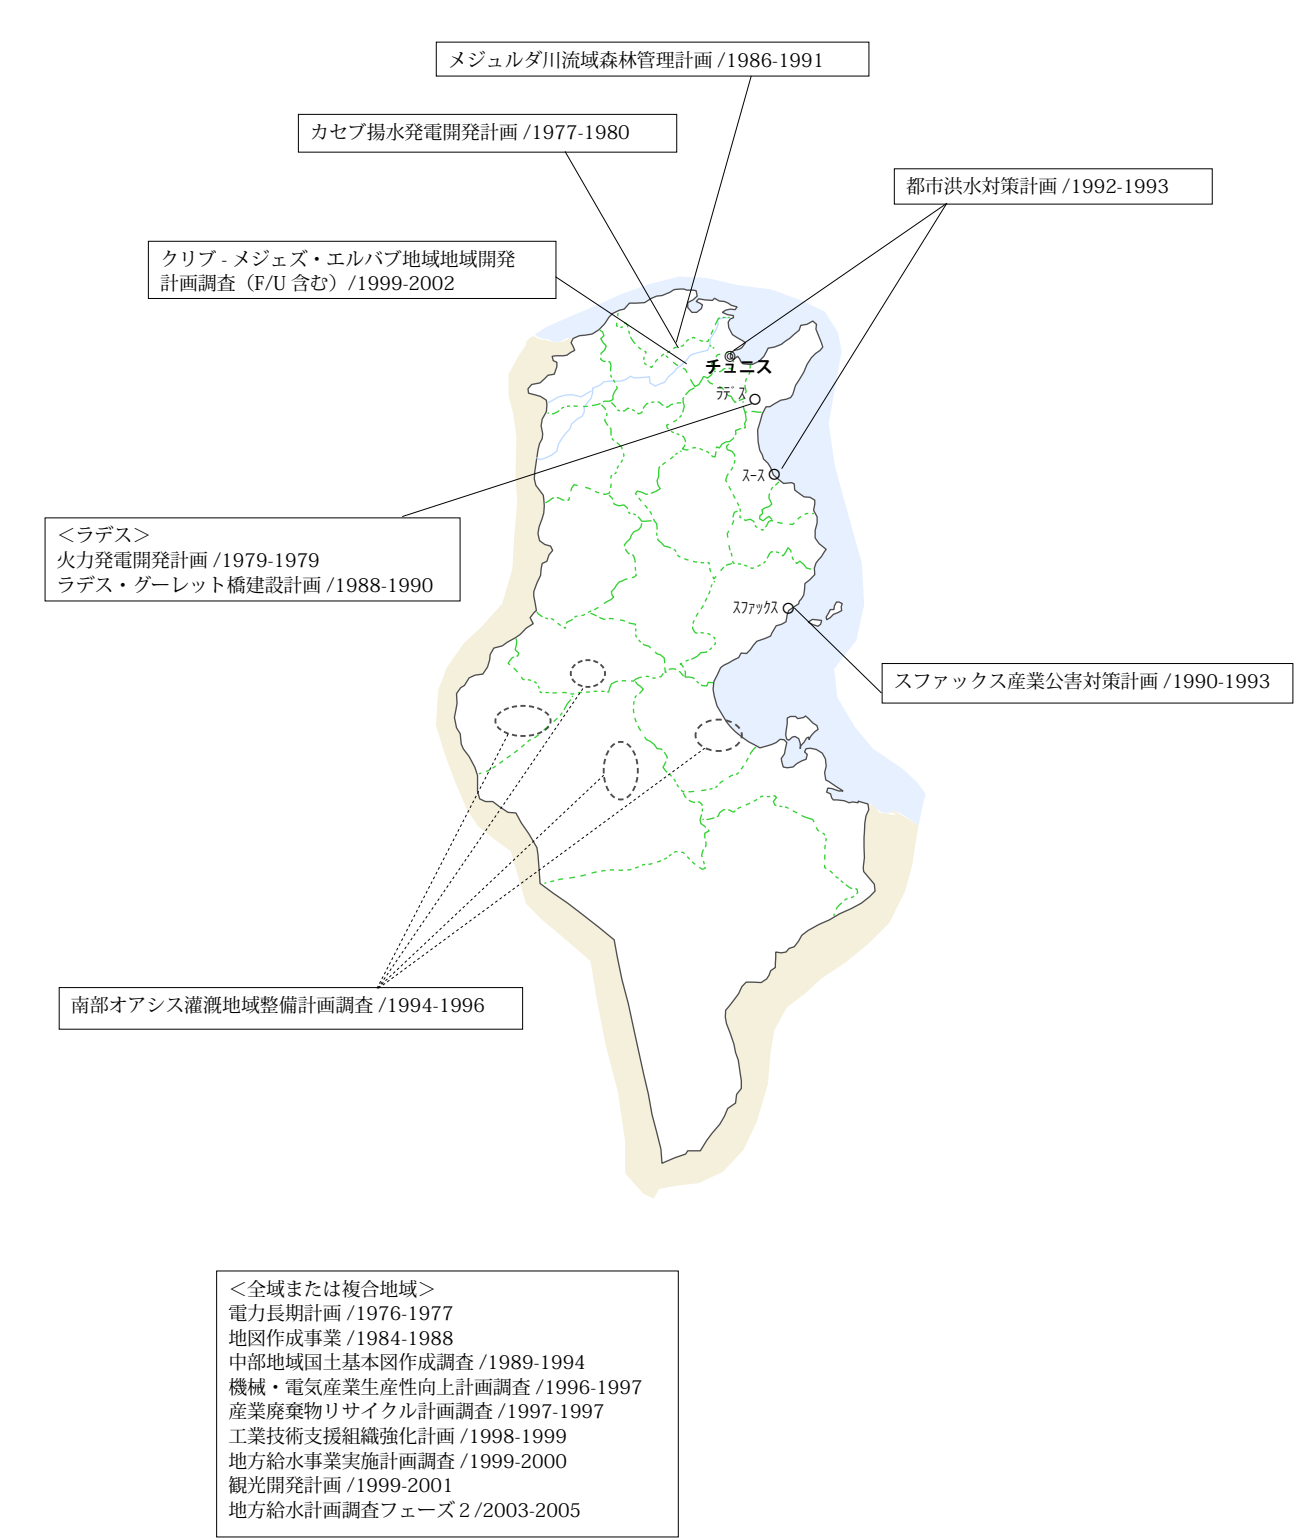 メジュルダ川流域森林管理計画 /1986-1991
カセブ揚水発電開発計画 /1977-1980
都市洪水対策計画 /1992-1993
クリブ - メジェズ・エルバブ地域地域開発
計画調査（F/U 含む）/1999-2002
チュニス
ラデス
スース
＜ラデス＞
火力発電開発計画 /1979-1979
ラデス・グーレット橋建設計画 /1988-1990
スファックス
スファックス産業公害対策計画 /1990-1993
南部オアシス灌漑地域整備計画調査 /1994-1996
＜全域または複合地域＞
電力長期計画 /1976-1977
地図作成事業 /1984-1988
中部地域国土基本図作成調査 /1989-1994
機械・電気産業生産性向上計画調査 /1996-1997
産業廃棄物リサイクル計画調査 /1997-1997
工業技術支援組織強化計画 /1998-1999
地方給水事業実施計画調査 /1999-2000
観光開発計画 /1999-2001
地方給水計画調査フェーズ２/2003-2005